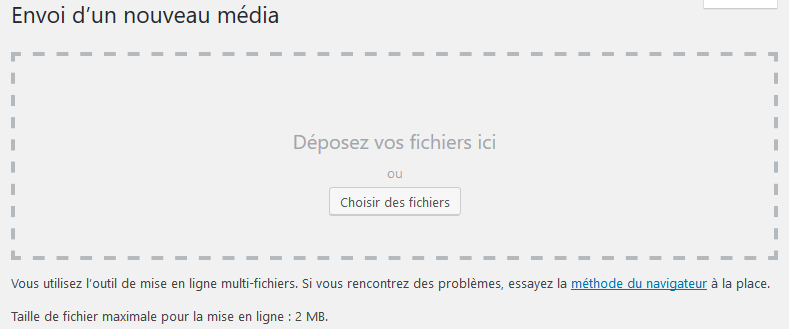 Envoi d’un nouveau média
Déposez vos fichiers ici
ou
Choisir des fichiers
Vous utilisez l’outil de mise en ligne multi-fichiers. Si vous rencontrez des problèmes, essayez la méthode du navigateur à la place.
Taille de fichier maximale pour la mise en ligne : 2 MB.